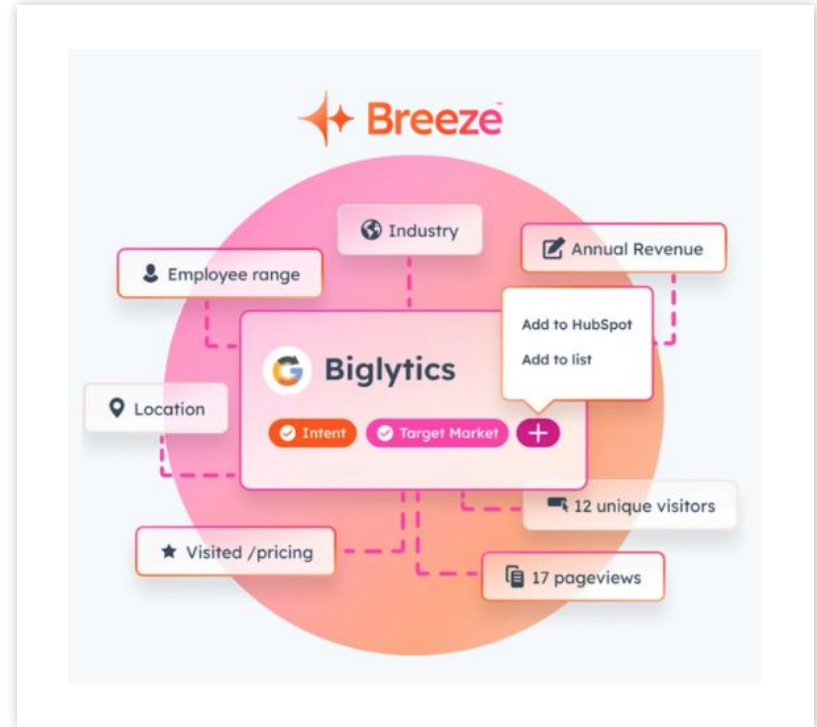 Breeze™
Industry
Annual Revenue
Employee range
Add to HubSpot
Add to list
Biglytics
Location
Intent
Target Market
+
12 unique visitors
Visited /pricing
17 pageviews